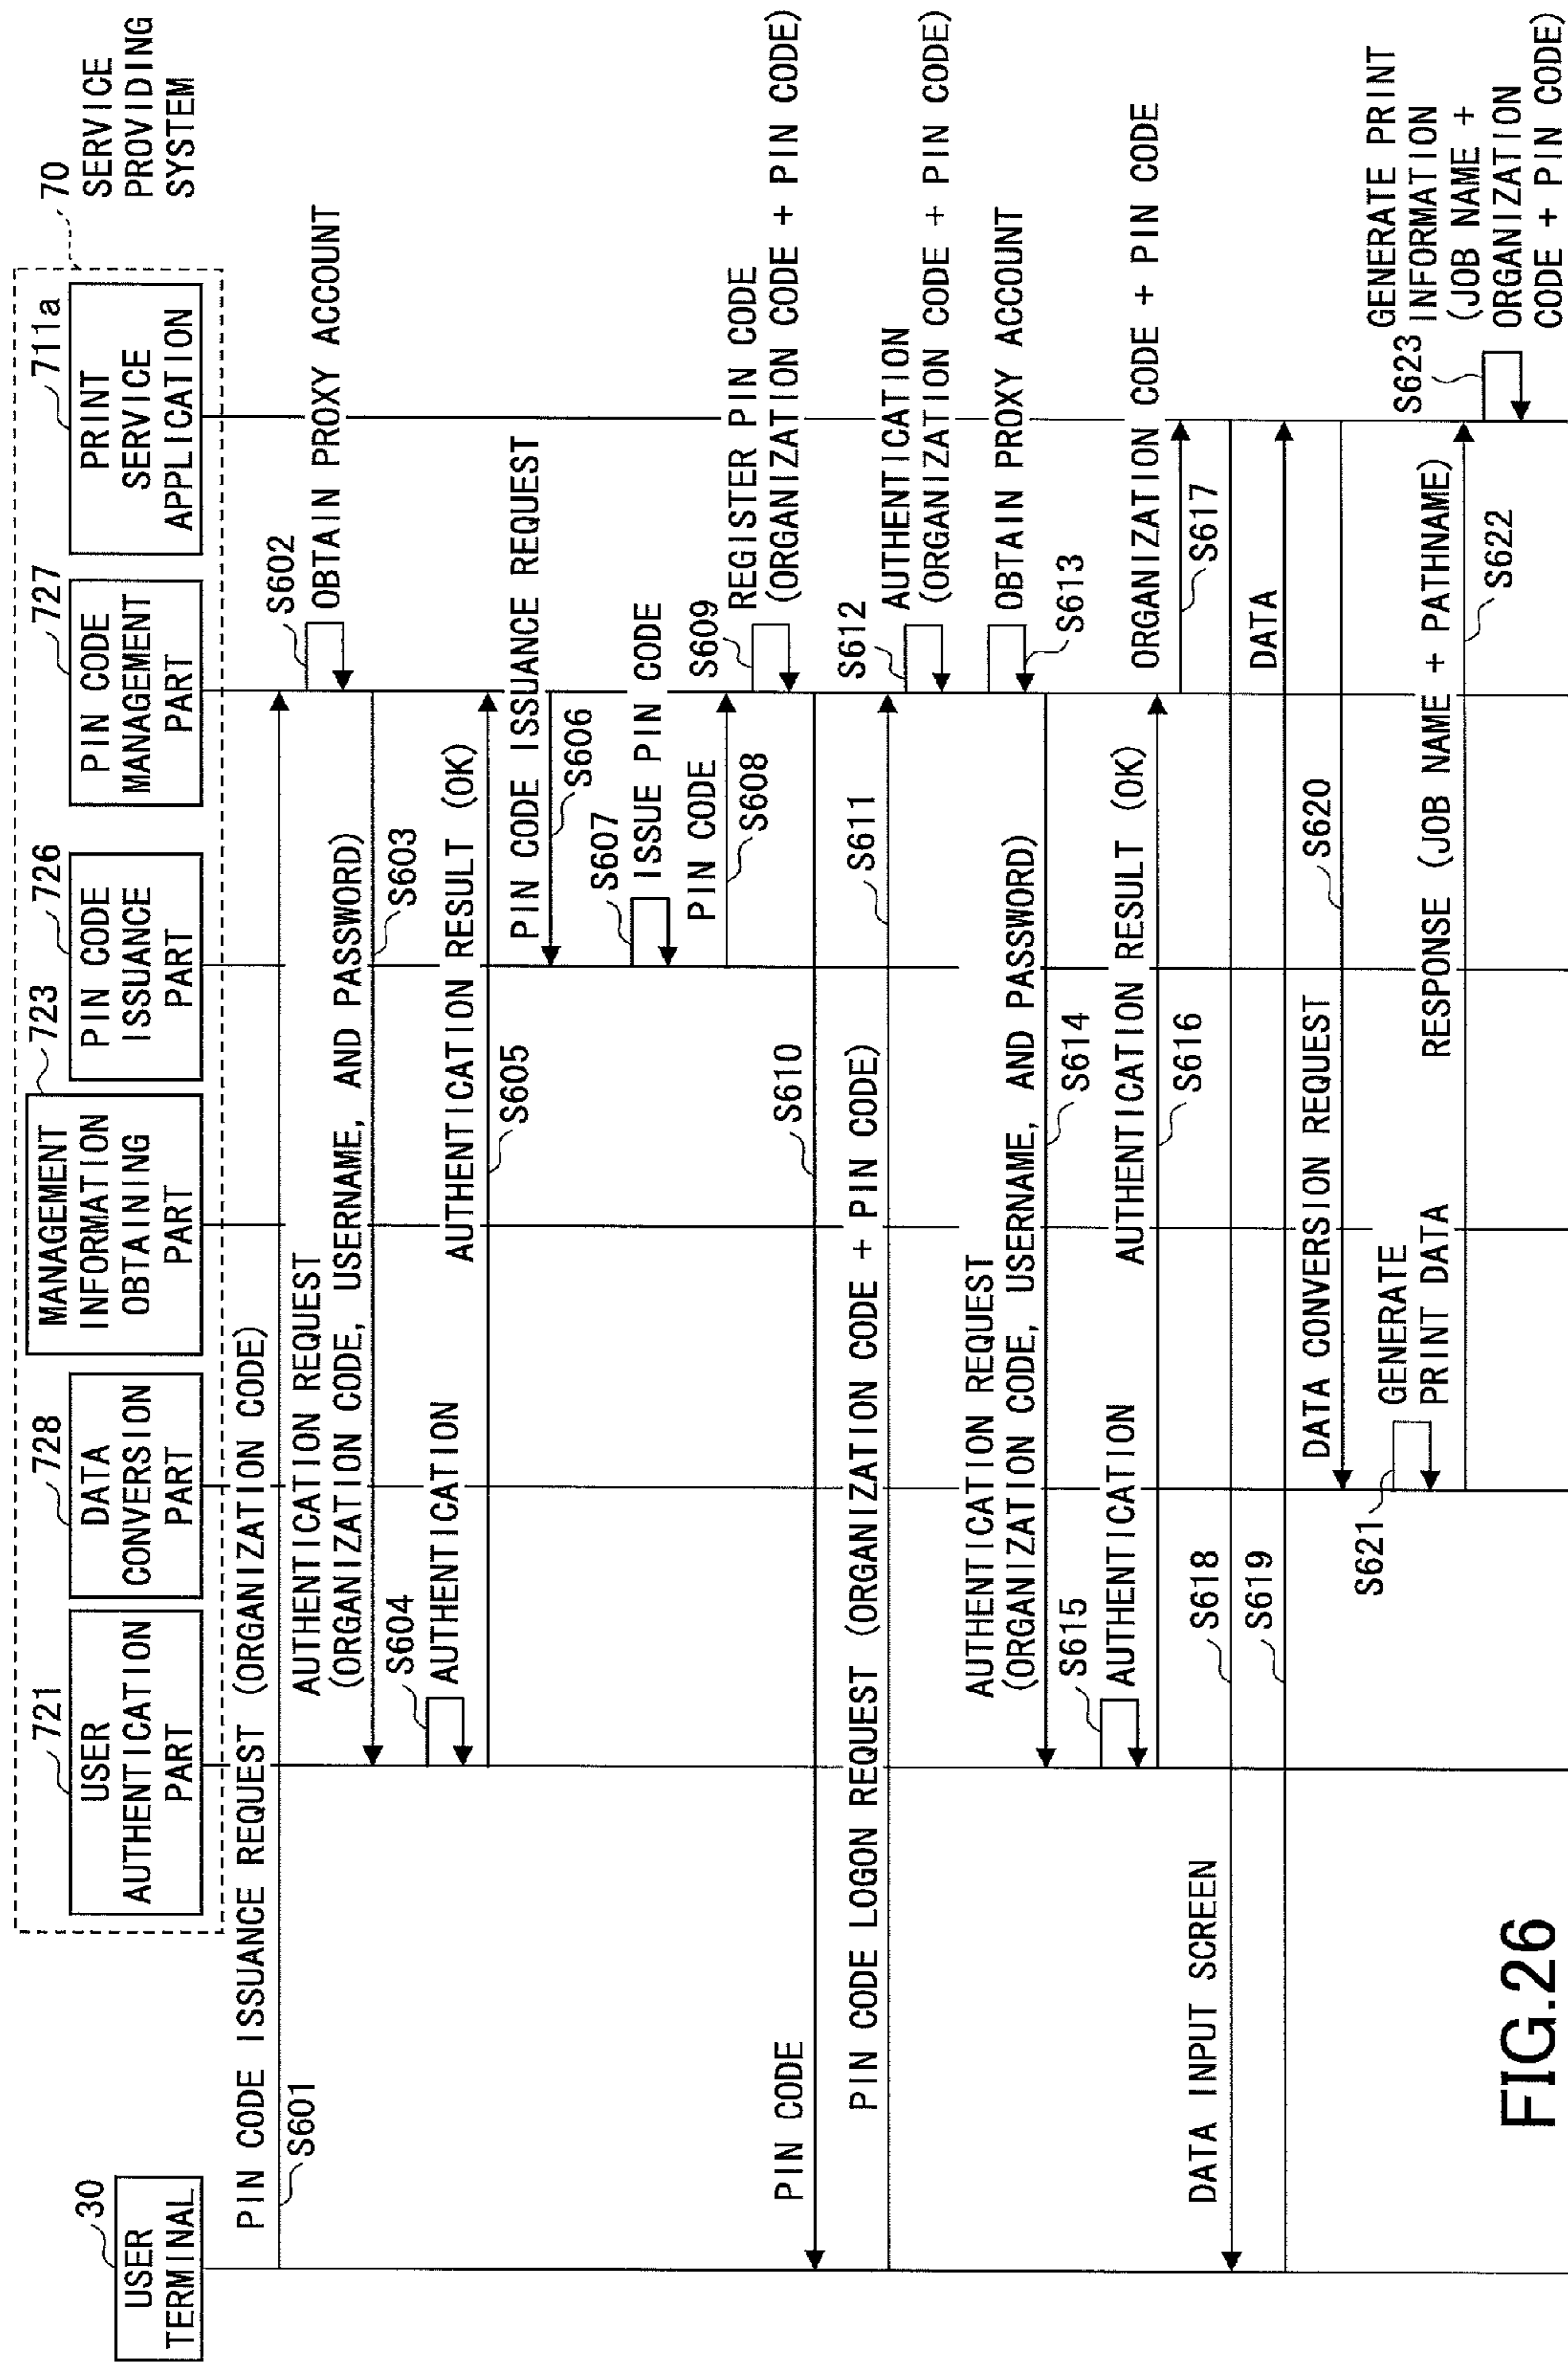 70
SERVICE
PROVIDING
SYSTEM
30
USER
TERMINAL
721
USER
AUTHENTICATION
PART
728
DATA
CONVERSION
PART
723
MANAGEMENT
INFORMATION
OBTAINING
PART
726
PIN CODE
ISSUANCE
PART
727
PIN CODE
MANAGEMENT
PART
711a
PRINT
SERVICE
APPLICATION
PIN CODE ISSUANCE REQUEST (ORGANIZATION CODE)
S601
S602
OBTAIN PROXY ACCOUNT
AUTHENTICATION REQUEST
(ORGANIZATION CODE, USERNAME, AND PASSWORD)
S603
S604
AUTHENTICATION
AUTHENTICATION RESULT (OK)
S605
PIN CODE ISSUANCE REQUEST
S606
S607
ISSUE PIN CODE
PIN CODE
S608
S609
REGISTER PIN CODE
(ORGANIZATION CODE + PIN CODE)
PIN CODE
S610
PIN CODE LOGON REQUEST (ORGANIZATION CODE + PIN CODE)
S611
S612
AUTHENTICATION
(ORGANIZATION CODE + PIN CODE)
OBTAIN PROXY ACCOUNT
S613
AUTHENTICATION REQUEST
(ORGANIZATION CODE, USERNAME, AND PASSWORD)
S614
S615
AUTHENTICATION
AUTHENTICATION RESULT (OK)
S616
ORGANIZATION CODE + PIN CODE
S617
DATA INPUT SCREEN
S618
S619
DATA
DATA CONVERSION REQUEST
S620
S621
GENERATE
PRINT DATA
RESPONSE (JOB NAME + PATHNAME)
S622
S623
GENERATE PRINT
INFORMATION
(JOB NAME +
ORGANIZATION
CODE + PIN CODE)
FIG.26